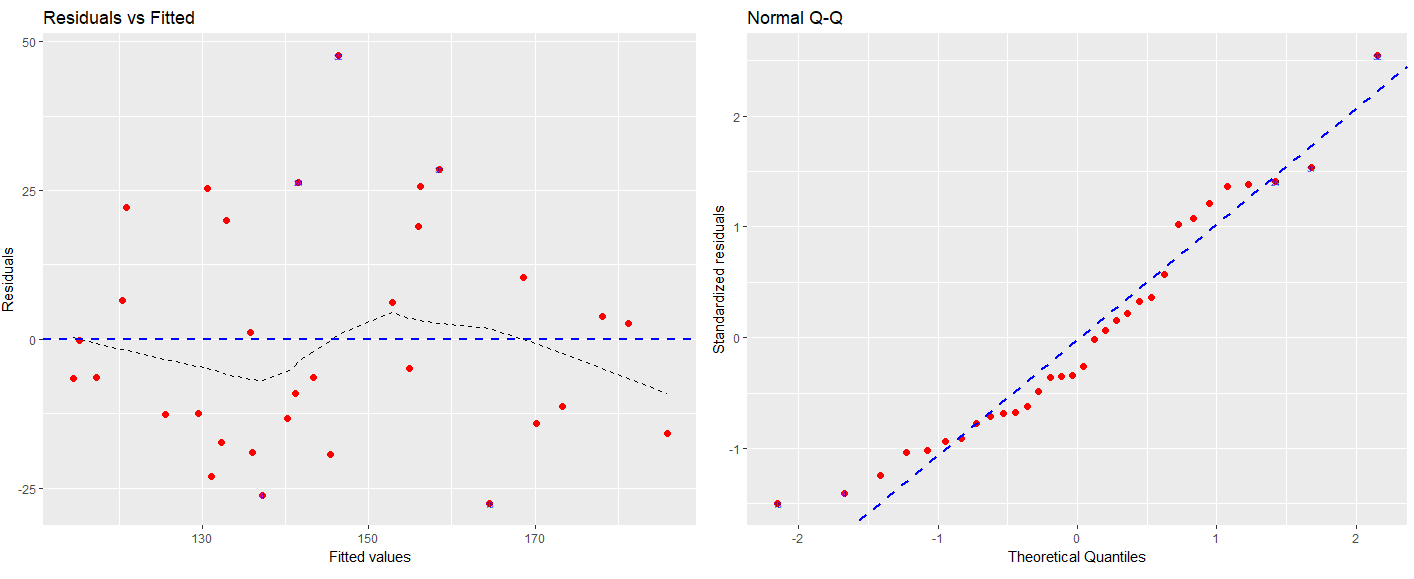 Residuals vs Fitted
50
25
0
-25
Residuals
130
150
170
Fitted values
Normal Q-Q
2
1
0
-1
Standardized residuals
-2
-1
0
1
2
Theoretical Quantiles